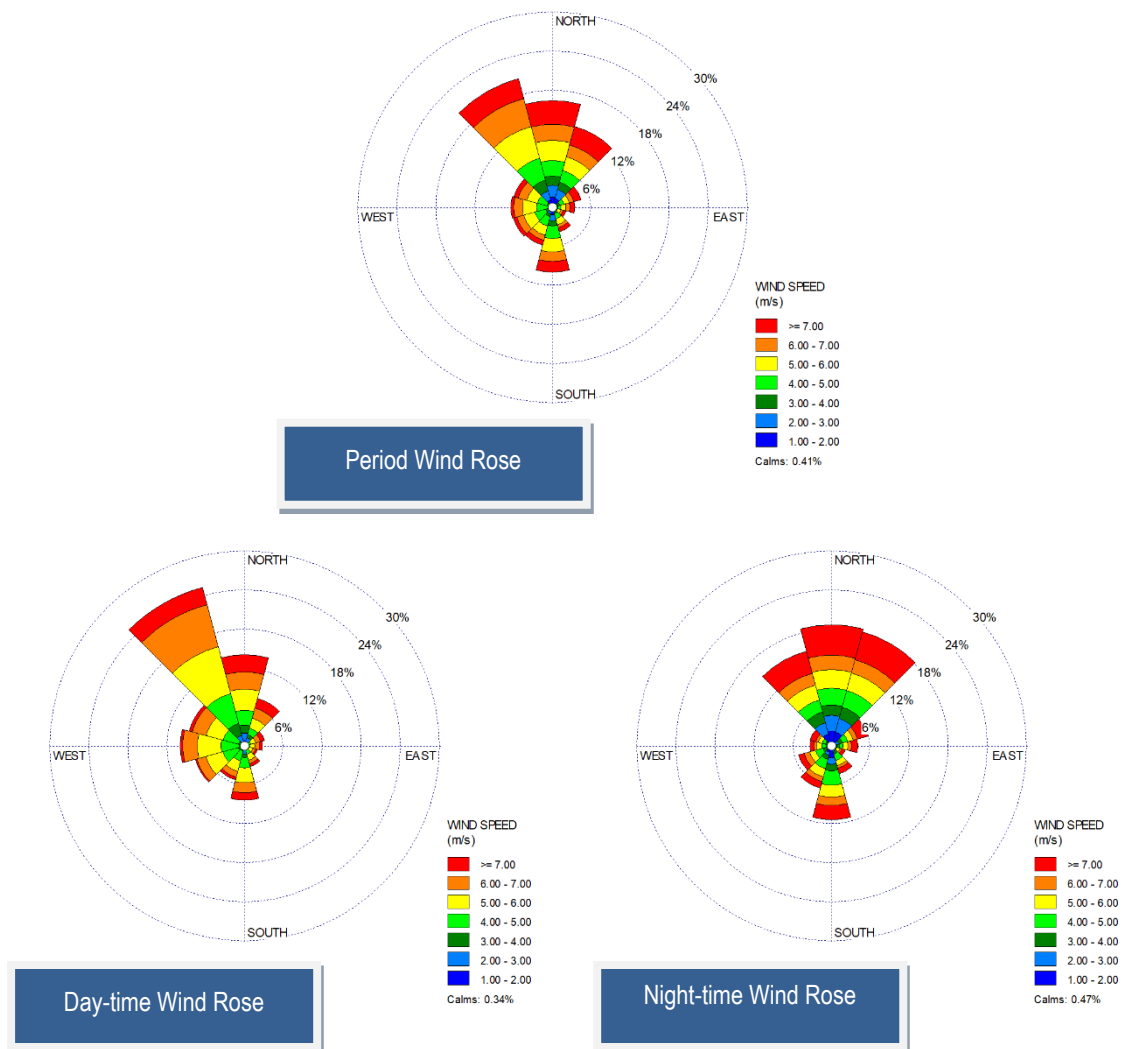 NORTH
30%
24%
18%
12%
6%
WEST
EAST
WIND SPEED
(m/s)
>= 7.00
6.00 - 7.00
5.00 - 6.00
4.00 - 5.00
3.00 - 4.00
2.00 - 3.00
1.00 - 2.00
Calms: 0.41%
SOUTH
Period Wind Rose
NORTH
30%
24%
18%
12%
6%
WEST
EAST
WIND SPEED
(m/s)
>= 7.00
6.00 - 7.00
5.00 - 6.00
4.00 - 5.00
3.00 - 4.00
2.00 - 3.00
1.00 - 2.00
Calms: 0.34%
SOUTH
Day-time Wind Rose
NORTH
30%
24%
18%
12%
6%
WEST
EAST
WIND SPEED
(m/s)
>= 7.00
6.00 - 7.00
5.00 - 6.00
4.00 - 5.00
3.00 - 4.00
2.00 - 3.00
1.00 - 2.00
Calms: 0.47%
SOUTH
Night-time Wind Rose